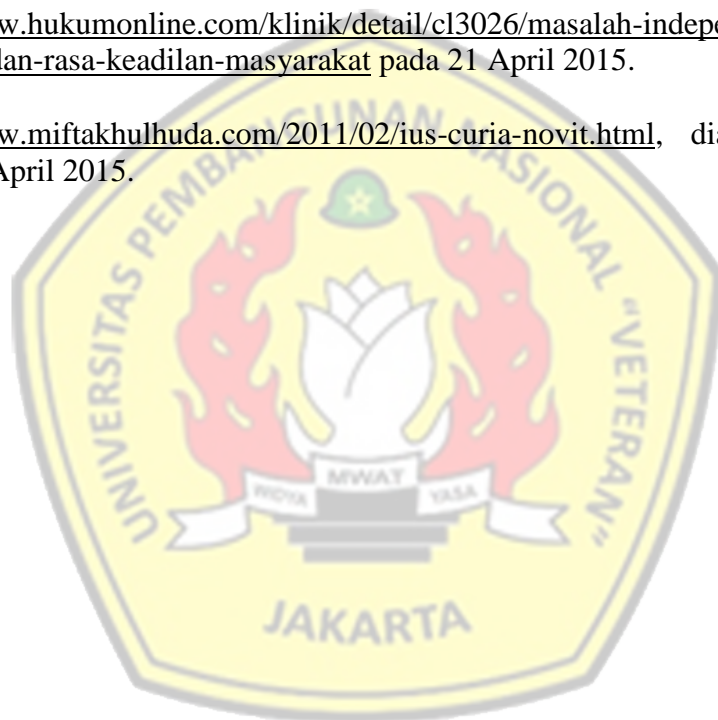 w.hukumonline.com/klinik/detail/cl3026/masalah-indepe
lan-rasa-keadilan-masyarakat pada 21 April 2015.
w.miftakhulhuda.com/2011/02/ius-curia-novit.html, dia
April 2015.
UNIVERSITAS PEMBANGUNAN NASIONAL "VETERAN"
WIDYA MWAT YASA
JAKARTA